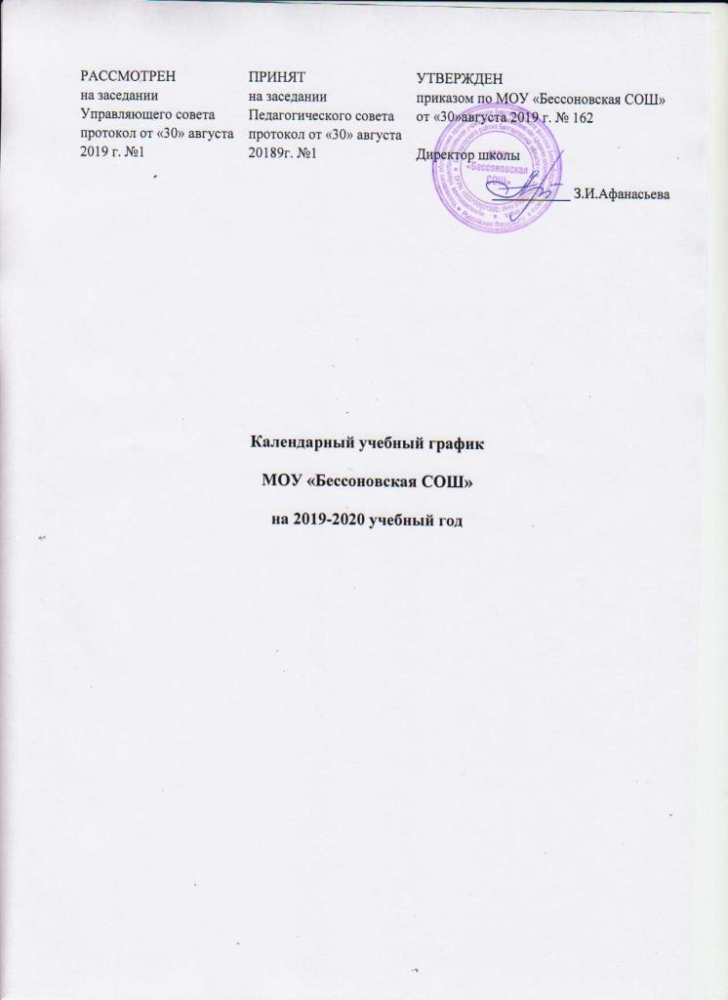 РАССМОТРЕН
на заседании
Управляющего совета
протокол от «30» августа
2019 г. №1
ПРИНЯТ
на заседании
Педагогического совета
протокол от «30» августа
20189г. №1
УТВЕРЖДЕН
приказом по МОУ «Бессоновская СОШ»
от «30»августа 2019 г. № 162
Директор школы
З.И.Афанасьева
«Бессоновская
СОШ»
Календарный учебный график
МОУ «Бессоновская СОШ»
на 2019-2020 учебный год